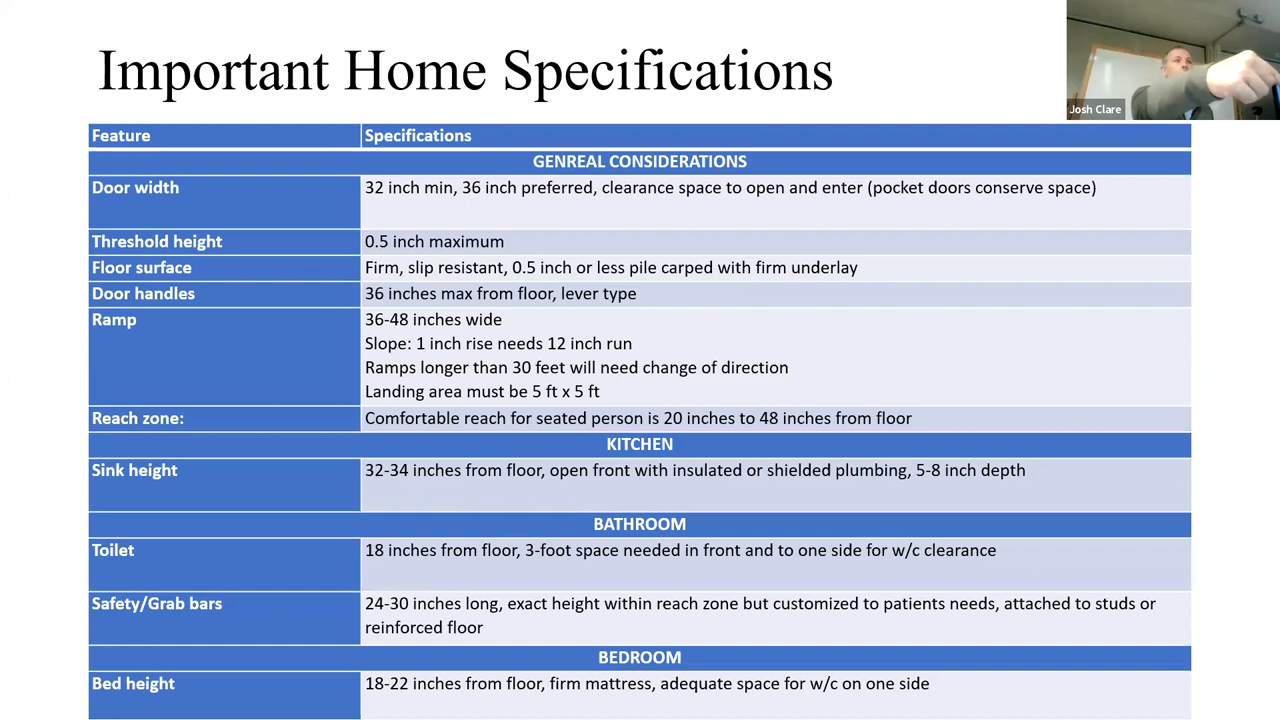 Important Home Specifications
Josh Clare
Feature Specifications
GENREAL CONSIDERATIONS
Door width 32 inch min, 36 inch preferred, clearance space to open and enter (pocket doors conserve space)
Threshold height 0.5 inch maximum
Floor surface Firm, slip resistant, 0.5 inch or less pile carped with firm underlay
Door handles 36 inches max from floor, lever type
Ramp 36-48 inches wide
Slope: 1 inch rise needs 12 inch run
Ramps longer than 30 feet will need change of direction
Landing area must be 5 ft x 5 ft
Reach zone: Comfortable reach for seated person is 20 inches to 48 inches from floor
KITCHEN
Sink height 32-34 inches from floor, open front with insulated or shielded plumbing, 5-8 inch depth
BATHROOM
Toilet 18 inches from floor, 3-foot space needed in front and to one side for w/c clearance
Safety/Grab bars 24-30 inches long, exact height within reach zone but customized to patients needs, attached to studs or
reinforced floor
BEDROOM
Bed height 18-22 inches from floor, firm mattress, adequate space for w/c on one side